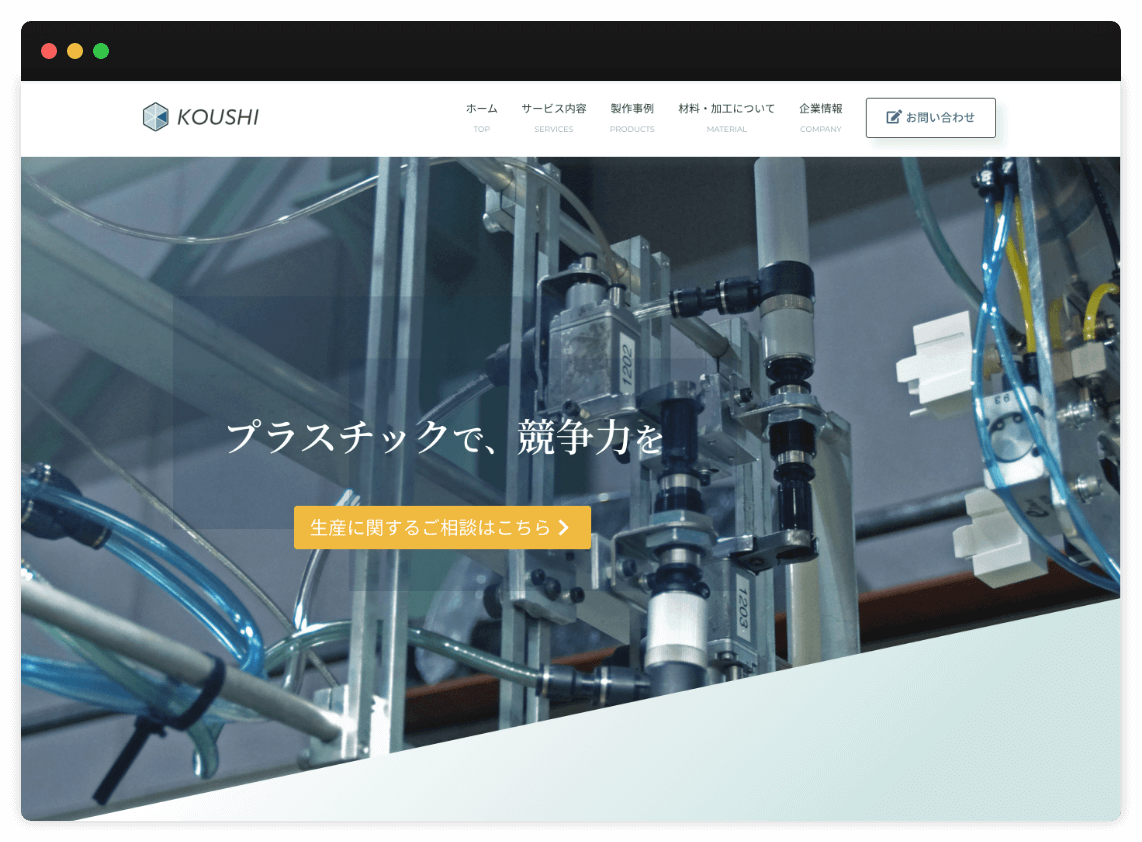 KOUSHI
ホーム
TOP
サービス内容
SERVICES
製作事例
PRODUCTS
材料・加工について
MATERIAL
企業情報
COMPANY
お問い合わせ
1202
93
プラスチックで、競争力を
生産に関するご相談はこちら
1203